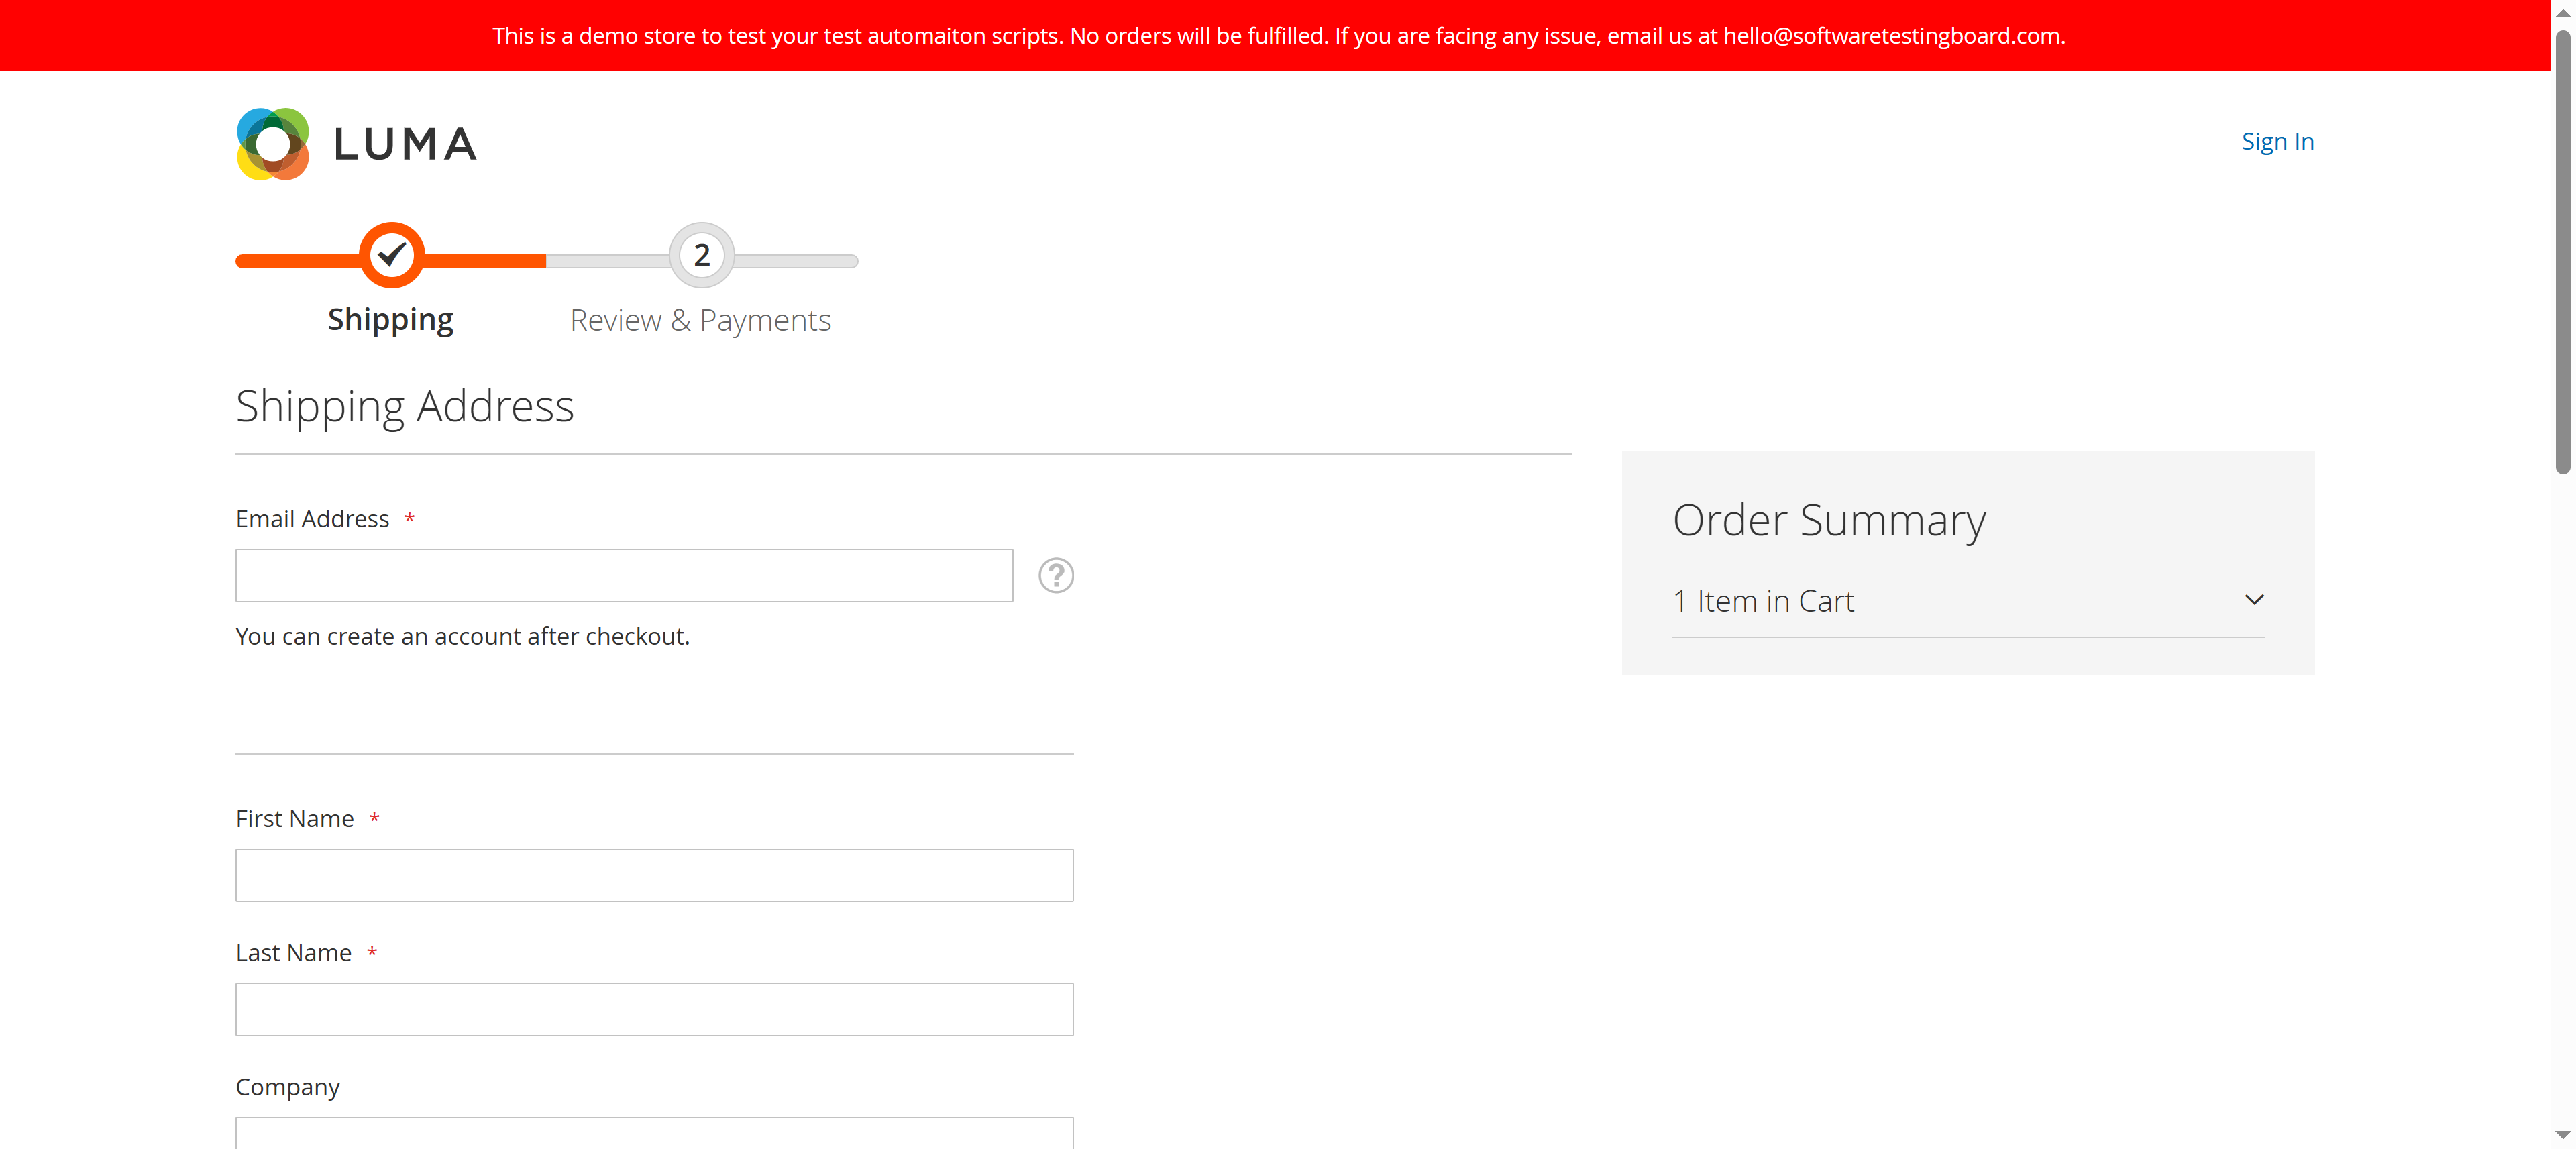 This is a demo store to test your test automaiton scripts. No orders will be fulfilled. If you are facing any issue, email us at hello@softwaretestingboard.com.
LUMA
Sign In
2
Shipping
Review & Payments
Shipping Address
Email Address *
?
You can create an account after checkout.
Order Summary
1 Item in Cart
First Name *
Last Name *
Company